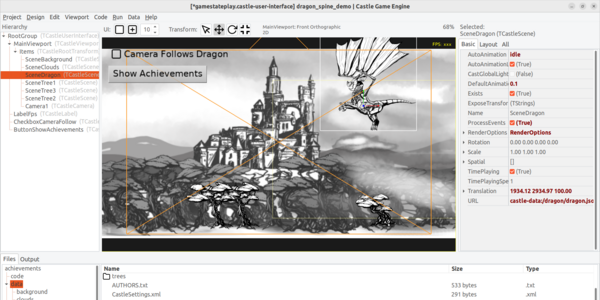 [*gamestateplay.castle-user-interface] dragon_spine_demo | Castle Game Engine
Project Design Edit Viewport Code Run Data Help
Hierarchy
UI: 10 Transform: MainViewport: Front Orthographic 2D 68%
Selected:
SceneDragon (TCastleScene)
RootGroup (TCastleUserInterface)
MainViewport (TCastleViewport)
Items (TCastleRootTransform)
SceneBackground (TCastleScene)
SceneClouds (TCastleScene)
SceneDragon (TCastleScene)
SceneTree1 (TCastleScene)
SceneTree3 (TCastleScene)
SceneTree2 (TCastleScene)
Camera1 (TCastleCamera)
LabelFps (TCastleLabel)
CheckboxCameraFollow (TCastleCheckbox)
ButtonShowAchievements (TCastleButton)
Camera Follows Dragon
Show Achievements
FPS: xxx
Basic Layout All
AutoAnimation idle
AutoAnimationL (True)
CastGlobalLight (False)
DefaultAnimati 0.1
Exists (True)
ExposeTransfor (TStrings)
Name SceneDragon
ProcessEvents (True)
RenderOptions RenderOptions
Rotation 0.00 0.00 0.00 0.00
Scale 1.00 1.00 1.00
Spatial []
TimePlaying (True)
TimePlayingSpe 1
Translation 1934.12 2934.97 100.00
URL castle-data:/dragon/dragon.jsc
Files Output
achievements
code
data
background
clouds
Name Size Type
trees
AUTHORS.txt 533 bytes .txt
CastleSettings.xml 291 bytes .xml